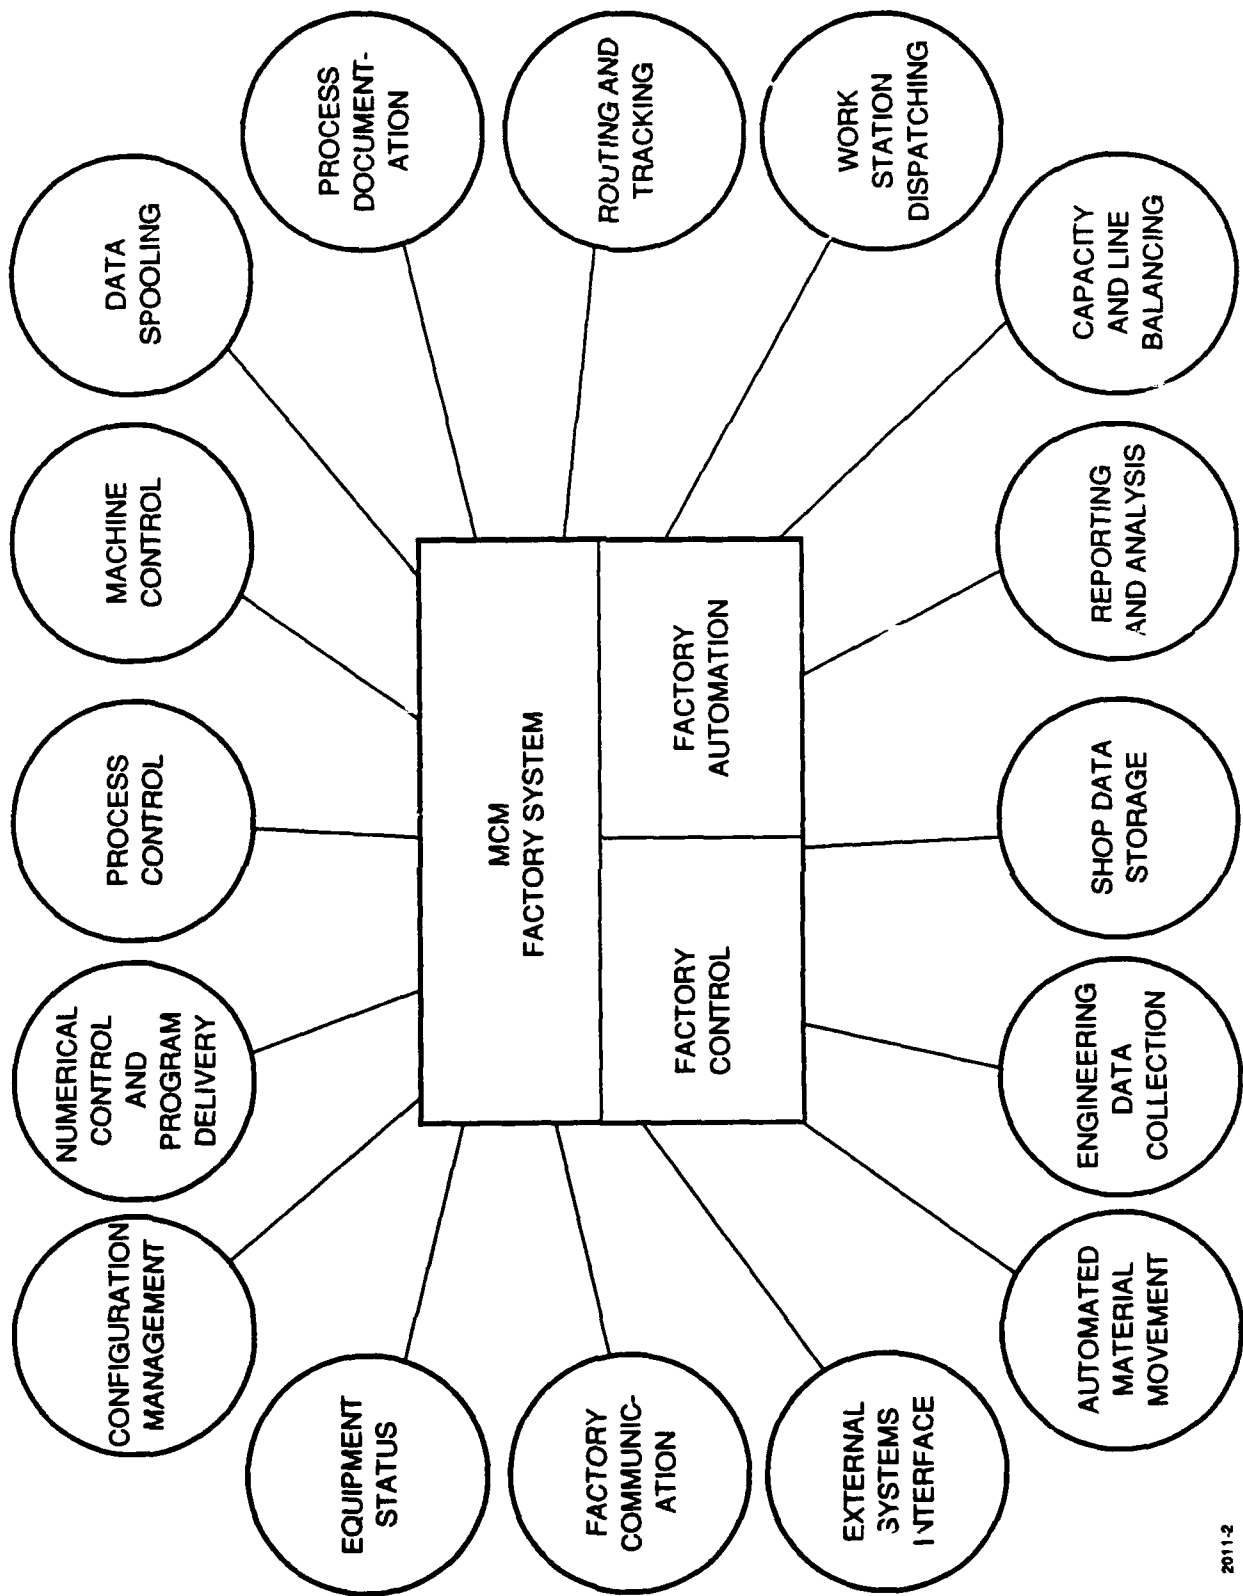 CONFIGURATION
MANAGEMENT
NUMERICAL
CONTROL
AND
PROGRAM
DELIVERY
PROCESS
CONTROL
MACHINE
CONTROL
DATA
SPOOLING
EQUIPMENT
STATUS
PROCESS
DOCUMENT-
ATION
FACTORY
COMMUNIC-
ATION
MCM
FACTORY SYSTEM
ROUTING AND
TRACKING
FACTORY
CONTROL
FACTORY
AUTOMATION
EXTERNAL
SYSTEMS
INTERFACE
WORK
STATION
DISPATCHING
AUTOMATED
MATERIAL
MOVEMENT
ENGINEERING
DATA
COLLECTION
SHOP DATA
STORAGE
REPORTING
AND ANALYSIS
CAPACITY
AND LINE
BALANCING
2011-2